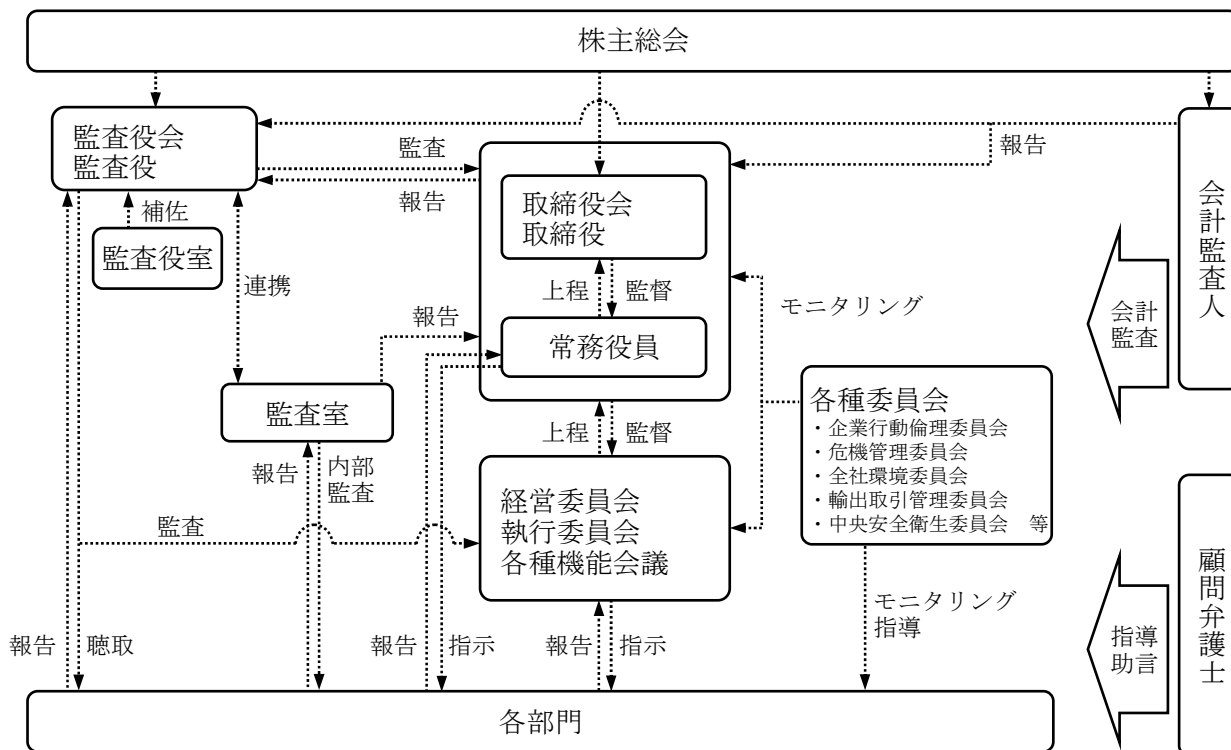 株主総会
監査役会
監査役
監査
報告
報告
補佐
監査役室
連携
取締役会
取締役
上程
監督
常務役員
報告
モニタリング
会計監査人
会計
監査
監査室
上程
監督
各種委員会
・企業行動倫理委員会
・危機管理委員会
・全社環境委員会
・輸出取引管理委員会
・中央安全衛生委員会　等
報告
内部
監査
監査
経営委員会
執行委員会
各種機能会議
モニタリング
指導
顧問弁護士
指導
助言
報告
聴取
報告
指示
報告
指示
各部門